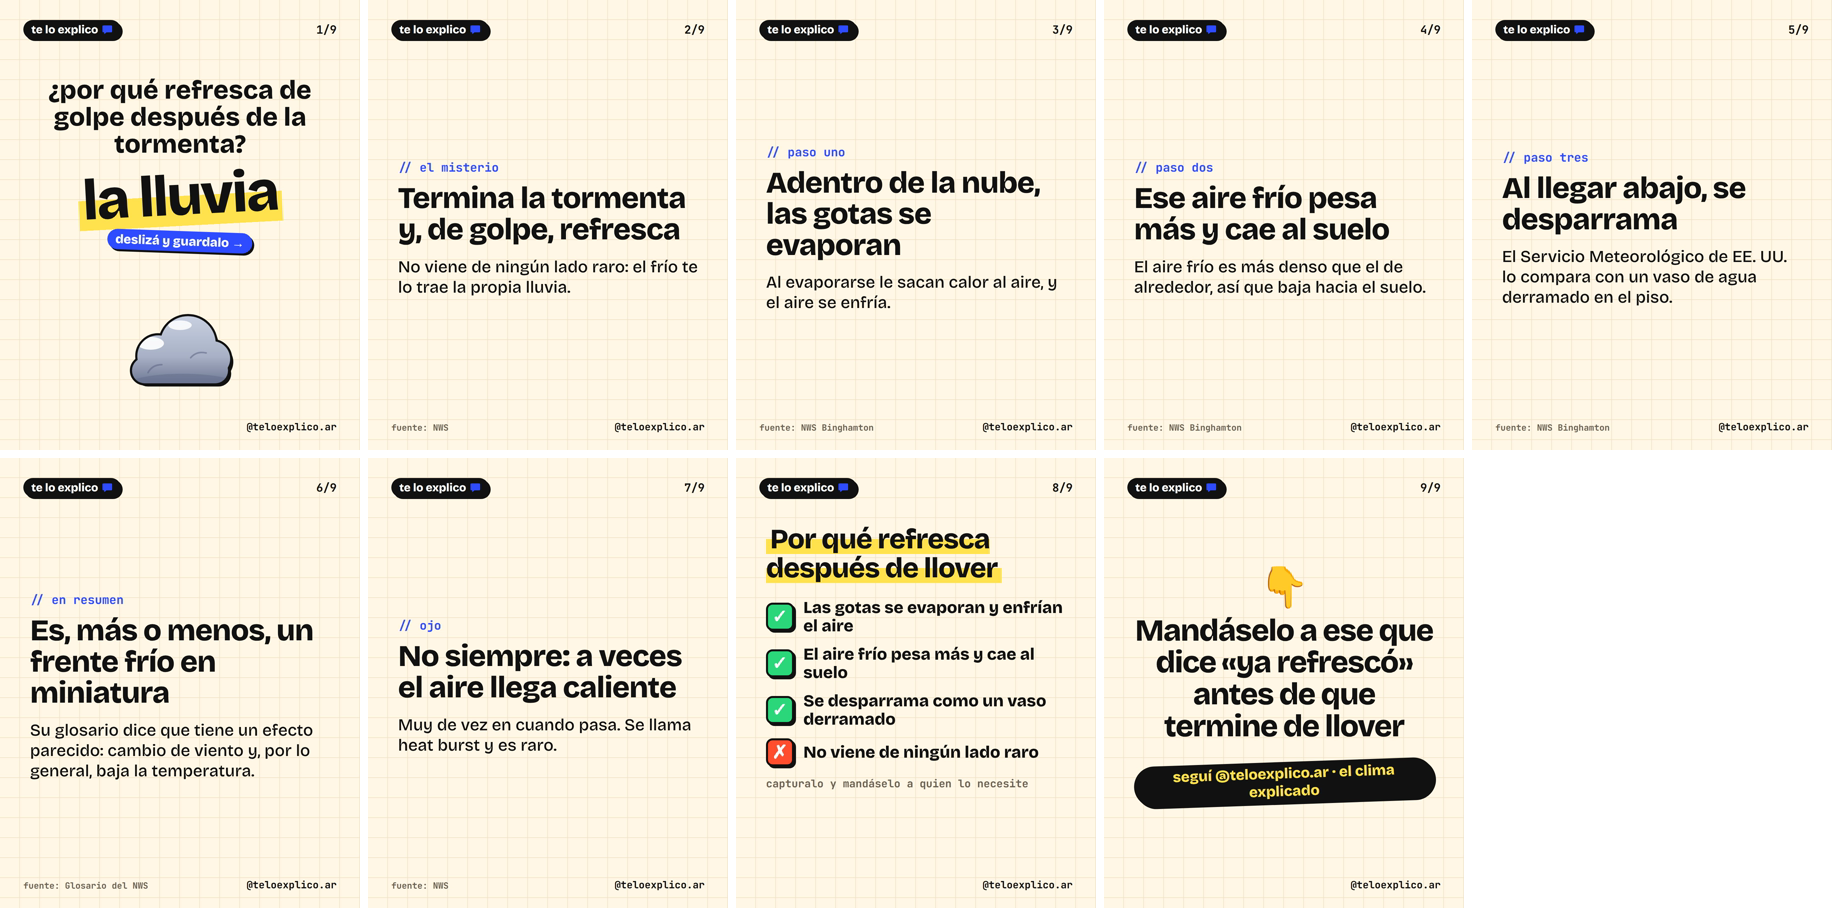 te lo explico
1/9
¿por qué refresca de
golpe después de la
tormenta?
la lluvia
deslizá y guardalo →
@teloexplico.ar
te lo explico
2/9
// el misterio
Termina la tormenta
y, de golpe, refresca
No viene de ningún lado raro: el frío te
lo trae la propia lluvia.
fuente: NWS
@teloexplico.ar
te lo explico
3/9
// paso uno
Adentro de la nube,
las gotas se
evaporan
Al evaporarse le sacan calor al aire, y
el aire se enfría.
fuente: NWS Binghamton
@teloexplico.ar
te lo explico
4/9
// paso dos
Ese aire frío pesa
más y cae al suelo
El aire frío es más denso que el de
alrededor, así que baja hacia el suelo.
fuente: NWS Binghamton
@teloexplico.ar
te lo explico
5/9
// paso tres
Al llegar abajo, se
desparrama
El Servicio Meteorológico de EE. UU.
lo compara con un vaso de agua
derramado en el piso.
fuente: NWS Binghamton
@teloexplico.ar
te lo explico
6/9
// en resumen
Es, más o menos, un
frente frío en
miniatura
Su glosario dice que tiene un efecto
parecido: cambio de viento y, por lo
general, baja la temperatura.
fuente: Glosario del NWS
@teloexplico.ar
te lo explico
7/9
// ojo
No siempre: a veces
el aire llega caliente
Muy de vez en cuando pasa. Se llama
heat burst y es raro.
fuente: NWS
@teloexplico.ar
te lo explico
8/9
Por qué refresca
después de llover
Las gotas se evaporan y enfrían
el aire
El aire frío pesa más y cae al
suelo
Se desparrama como un vaso
derramado
No viene de ningún lado raro
capturalo y mandáselo a quien lo necesite
@teloexplico.ar
te lo explico
9/9
Mandáselo a ese que
dice «ya refrescó»
antes de que
termine de llover
seguí @teloexplico.ar · el clima
explicado
@teloexplico.ar